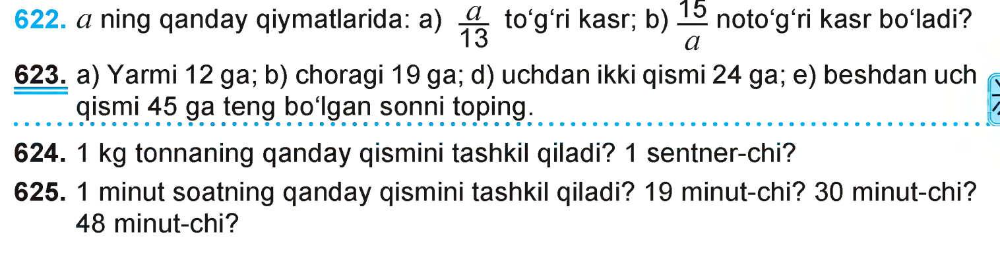 622. a ning qanday qiymatlarida: a) a/13 to‘g‘ri kasr; b) 15/a noto‘g‘ri kasr bo‘ladi?
623. a) Yarmi 12 ga; b) choragi 19 ga; d) uchdan ikki qismi 24 ga; e) beshdan uch
qismi 45 ga teng bo‘lgan sonni toping.
624. 1 kg tonnaning qanday qismini tashkil qiladi? 1 sentner-chi?
625. 1 minut soatning qanday qismini tashkil qiladi? 19 minut-chi? 30 minut-chi?
48 minut-chi?